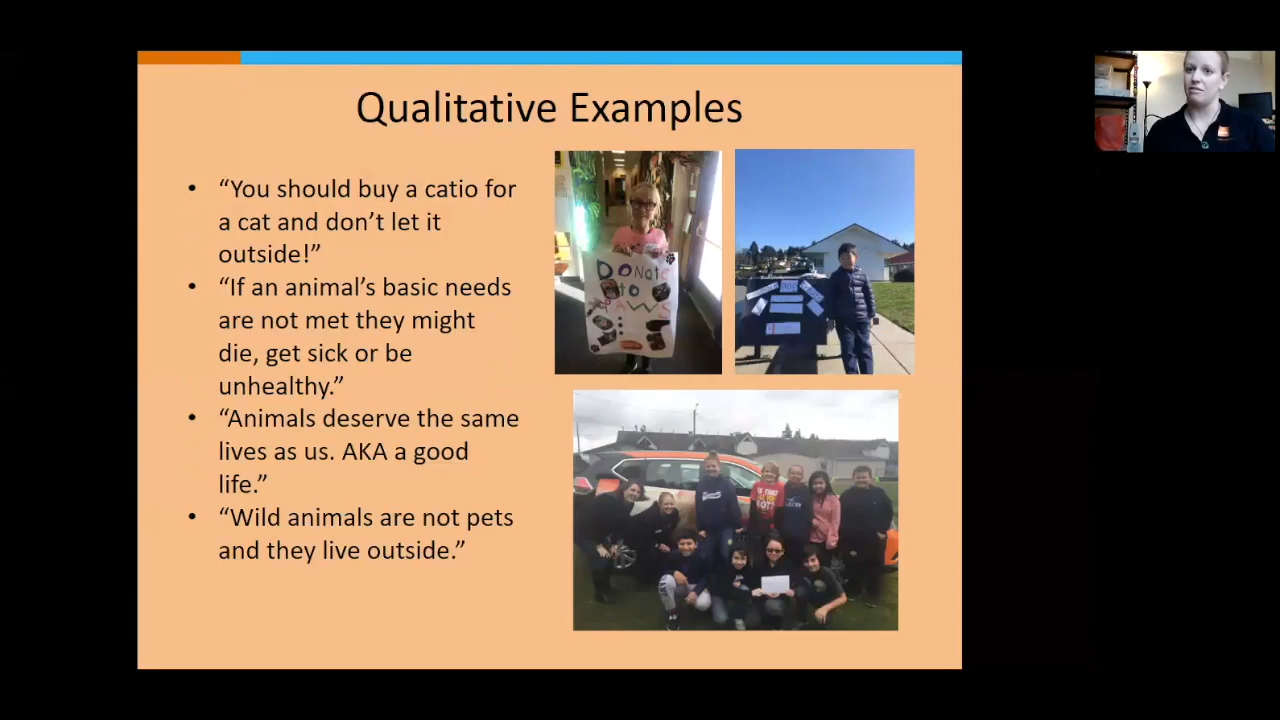 Qualitative Examples
• “You should buy a catio for
a cat and don’t let it
outside!”
• “If an animal’s basic needs
are not met they might
die, get sick or be
unhealthy.”
• “Animals deserve the same
lives as us. AKA a good
life.”
• “Wild animals are not pets
and they live outside.”
DONate
to
PAWS